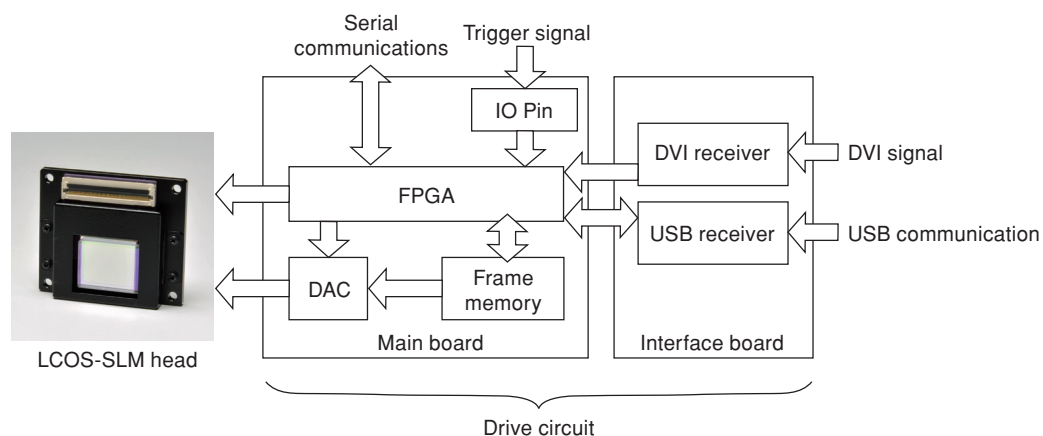 Serial
communications
Trigger signal
IO Pin
DVI receiver
DVI signal
FPGA
USB receiver
USB communication
DAC
Frame
memory
Main board
Interface board
LCOS-SLM head
Drive circuit